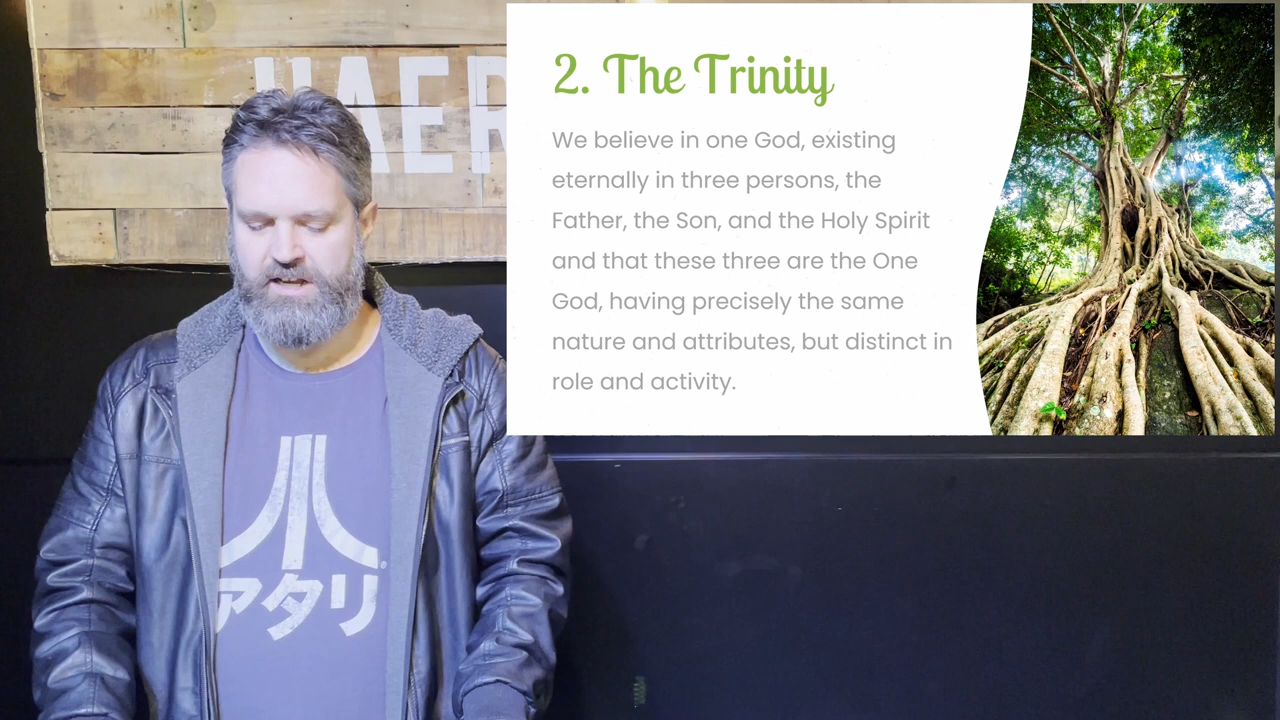 2. The Trinity
We believe in one God, existing
eternally in three persons, the
Father, the Son, and the Holy Spirit
and that these three are the One
God, having precisely the same
nature and attributes, but distinct in
role and activity.
アタリ